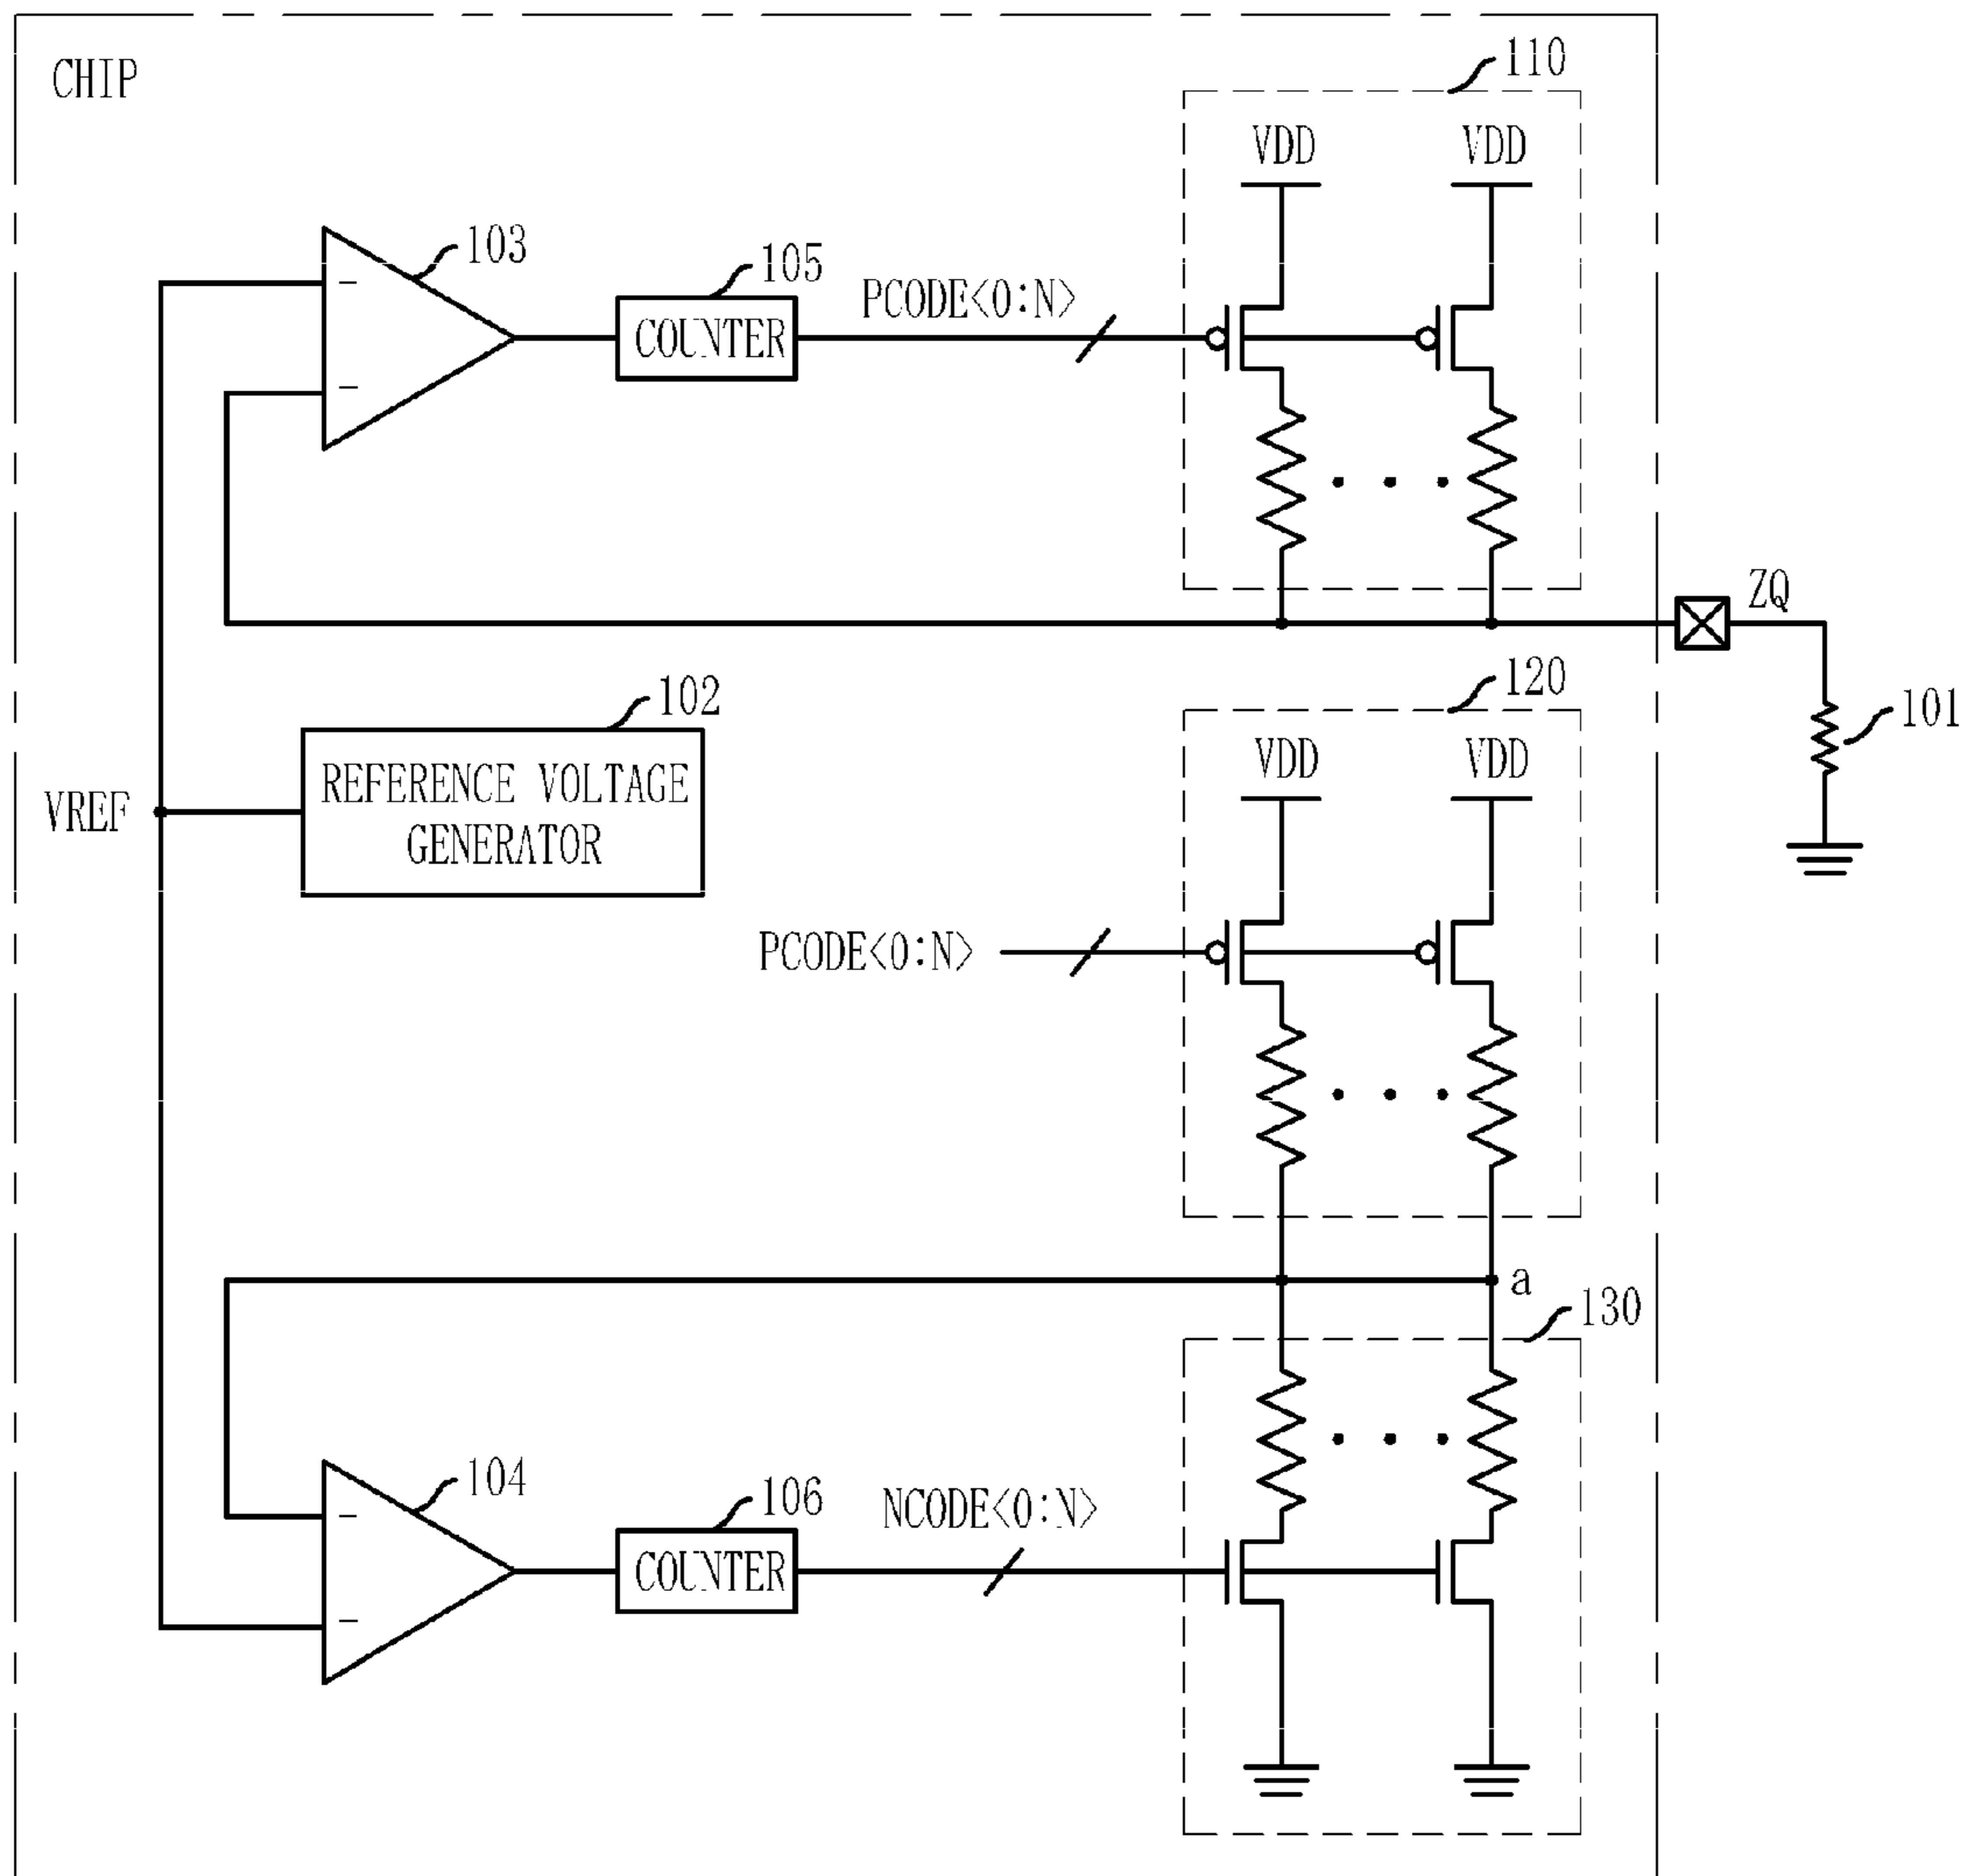 CHIP
110
VDD VDD
103
105
PCODE<0:N>
−
−
COUNTER
ZQ
101
120
VDD VDD
102
REFERENCE VOLTAGE
GENERATOR
VREF
PCODE<0:N>
a
130
104
106
NCODE<0:N>
−
−
COUNTER